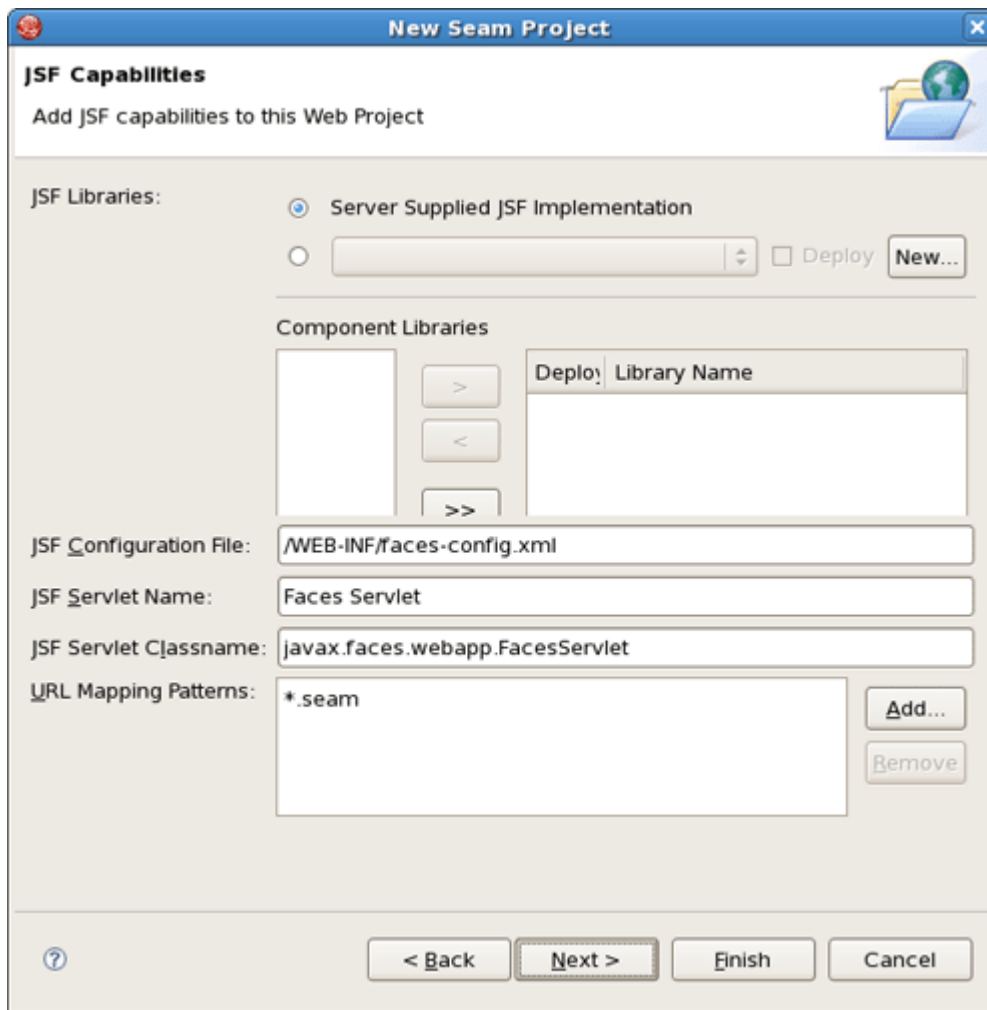 New Seam Project
JSF Capabilities
Add JSF capabilities to this Web Project
JSF Libraries:
Server Supplied JSF Implementation
Deploy New...
Component Libraries
> Deploy Library Name
<
>>
JSF Configuration File: /WEB-INF/faces-config.xml
JSF Servlet Name: Faces Servlet
JSF Servlet Classname: javax.faces.webapp.FacesServlet
URL Mapping Patterns: *.seam Add...
Remove
? < Back Next > Finish Cancel